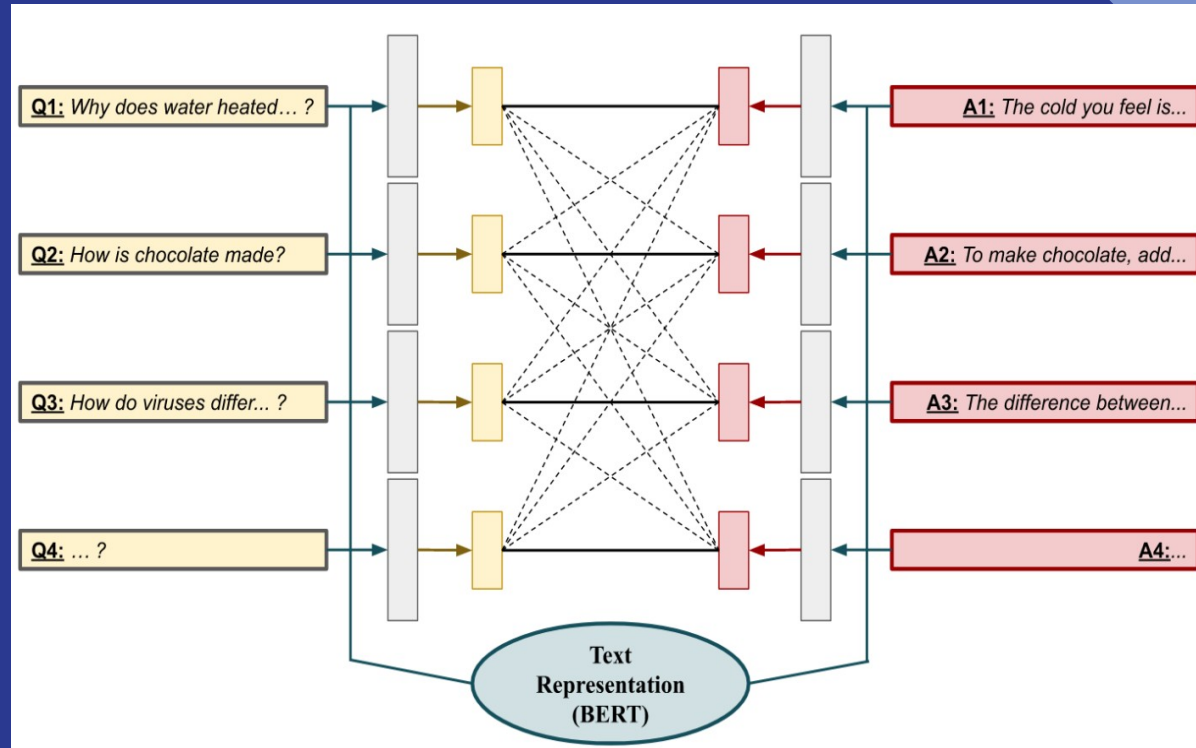 Q1: Why does water heated... ?
A1: The cold you feel is...
Q2: How is chocolate made?
A2: To make chocolate, add...
Q3: How do viruses differ... ?
A3: The difference between...
Q4: ... ?
A4:...
Text
Representation
(BERT)